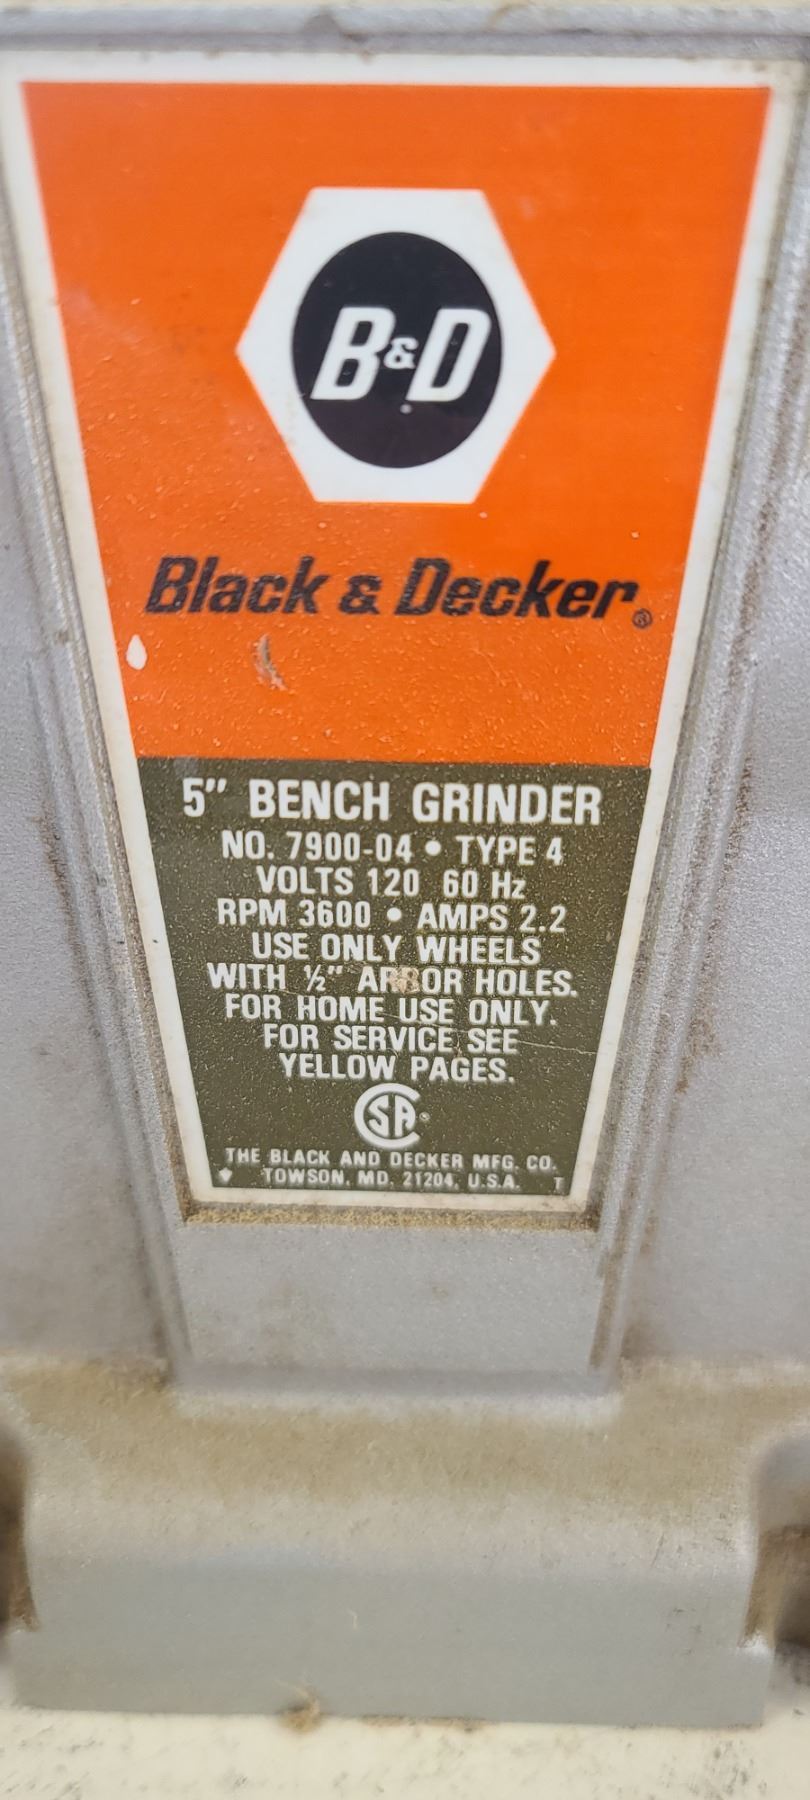 B&D
Black & Decker®
5" BENCH GRINDER
NO. 7900-04 • TYPE 4
VOLTS 120 60 Hz
RPM 3600 • AMPS 2.2
USE ONLY WHEELS
WITH ½" ARBOR HOLES.
FOR HOME USE ONLY.
FOR SERVICE SEE
YELLOW PAGES.
CSA
THE BLACK AND DECKER MFG. CO.
TOWSON, MD. 21204, U.S.A. T